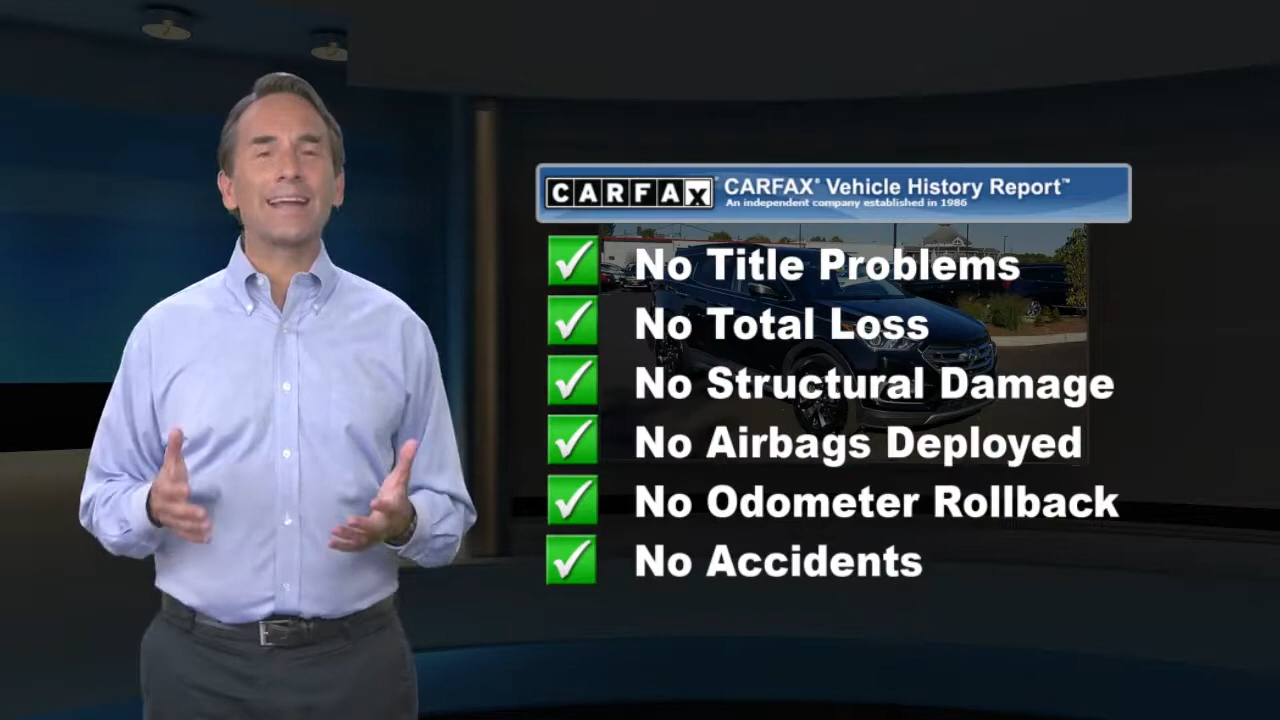 CARFAX CARFAX® Vehicle History Report™
An independent company established in 1986
No Title Problems
No Total Loss
No Structural Damage
No Airbags Deployed
No Odometer Rollback
No Accidents